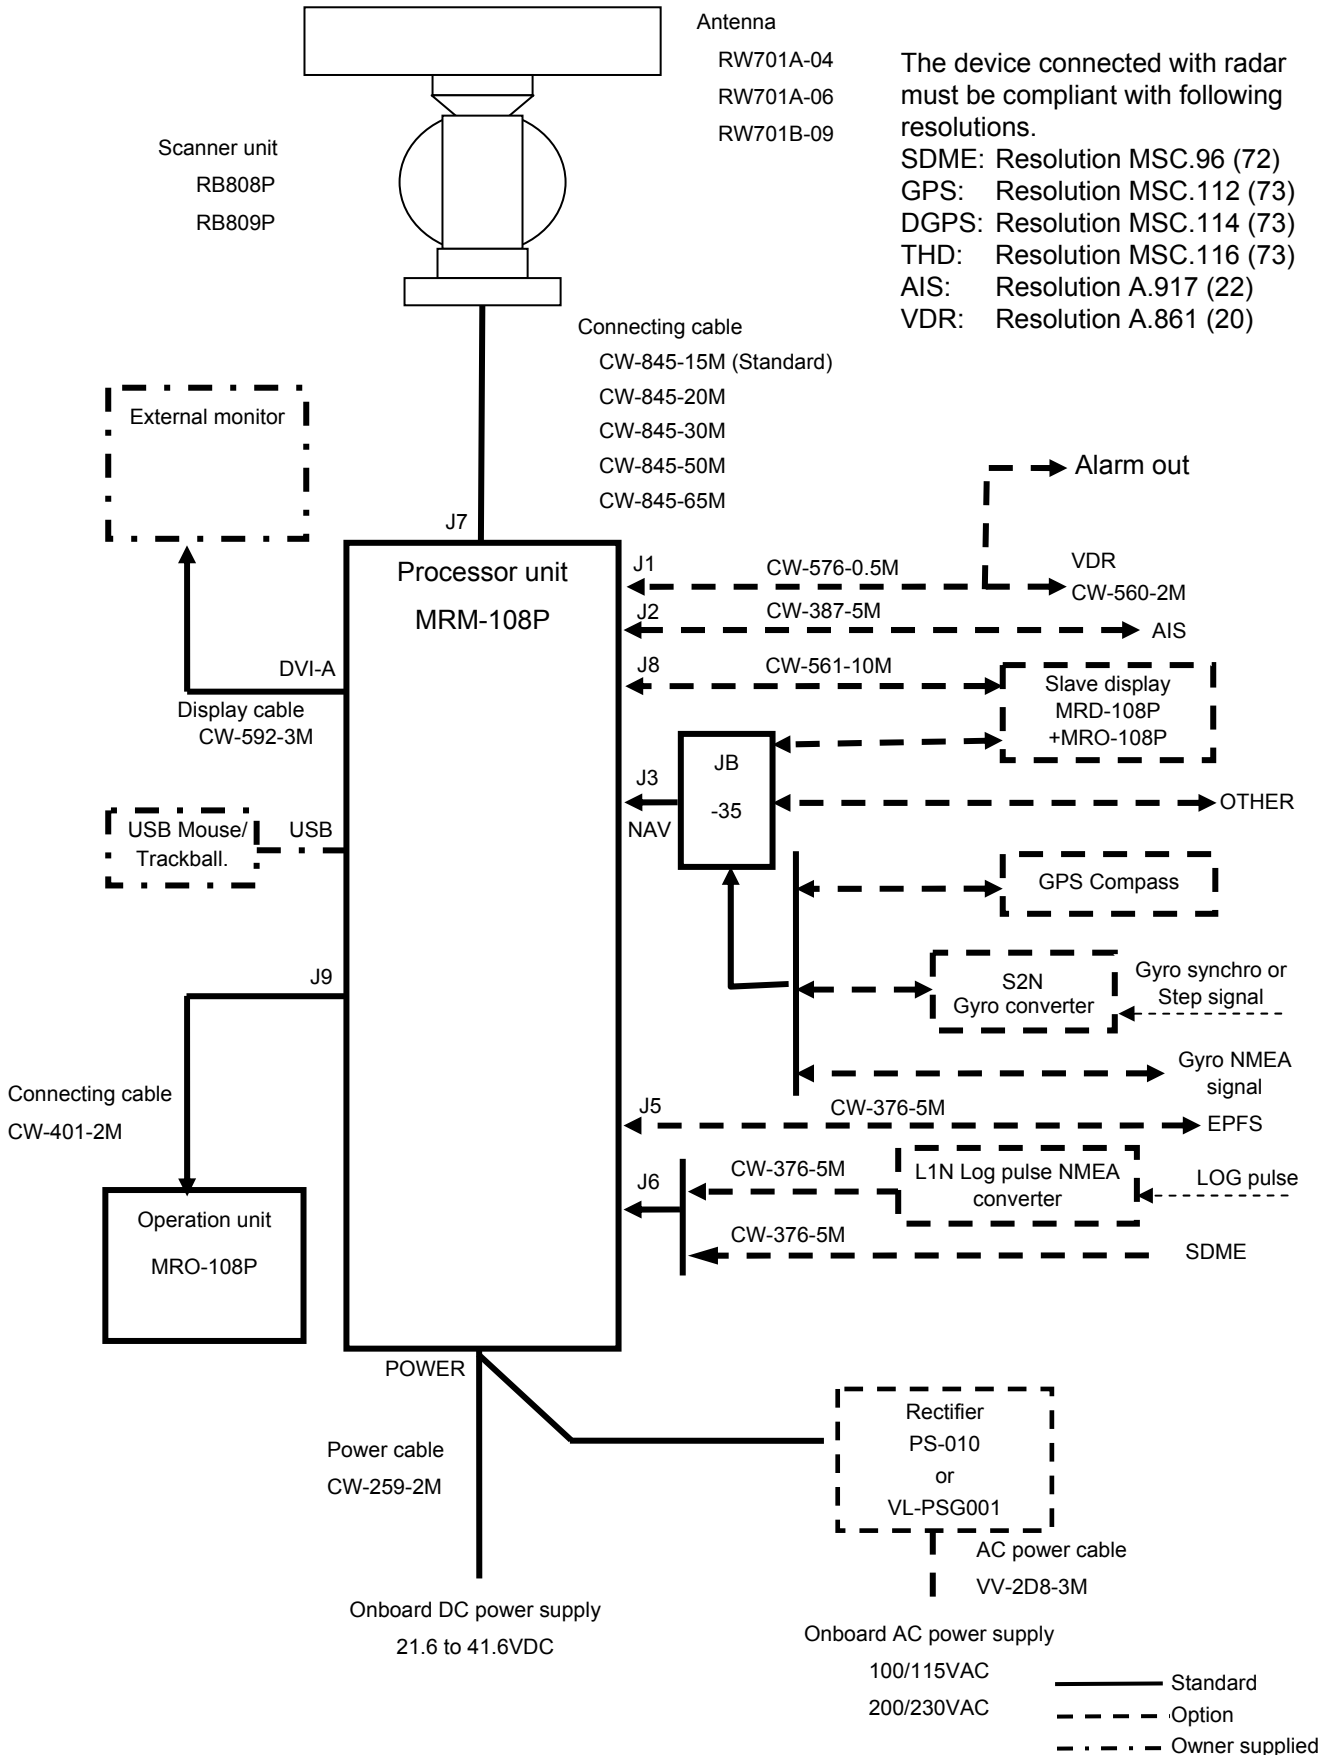 Antenna
RW701A-04
RW701A-06
RW701B-09
The device connected with radar
must be compliant with following
resolutions.
SDME: Resolution MSC.96 (72)
GPS: Resolution MSC.112 (73)
DGPS: Resolution MSC.114 (73)
THD: Resolution MSC.116 (73)
AIS: Resolution A.917 (22)
VDR: Resolution A.861 (20)
Scanner unit
RB808P
RB809P
Connecting cable
CW-845-15M (Standard)
CW-845-20M
CW-845-30M
CW-845-50M
CW-845-65M
External monitor
J7
Alarm out
Processor unit
MRM-108P
J1
CW-576-0.5M
VDR
CW-560-2M
J2
CW-387-5M
AIS
J8
CW-561-10M
Slave display
MRD-108P
+MRO-108P
DVI-A
Display cable
CW-592-3M
JB
-35
J3
NAV
OTHER
USB Mouse/
Trackball.
USB
GPS Compass
J9
S2N
Gyro converter
Gyro synchro or
Step signal
Gyro NMEA
signal
Connecting cable
CW-401-2M
J5
CW-376-5M
EPFS
J6
CW-376-5M
L1N Log pulse NMEA
converter
LOG pulse
CW-376-5M
SDME
Operation unit
MRO-108P
POWER
Power cable
CW-259-2M
Rectifier
PS-010
or
VL-PSG001
AC power cable
VV-2D8-3M
Onboard DC power supply
21.6 to 41.6VDC
Onboard AC power supply
100/115VAC
200/230VAC
Standard
Option
Owner supplied